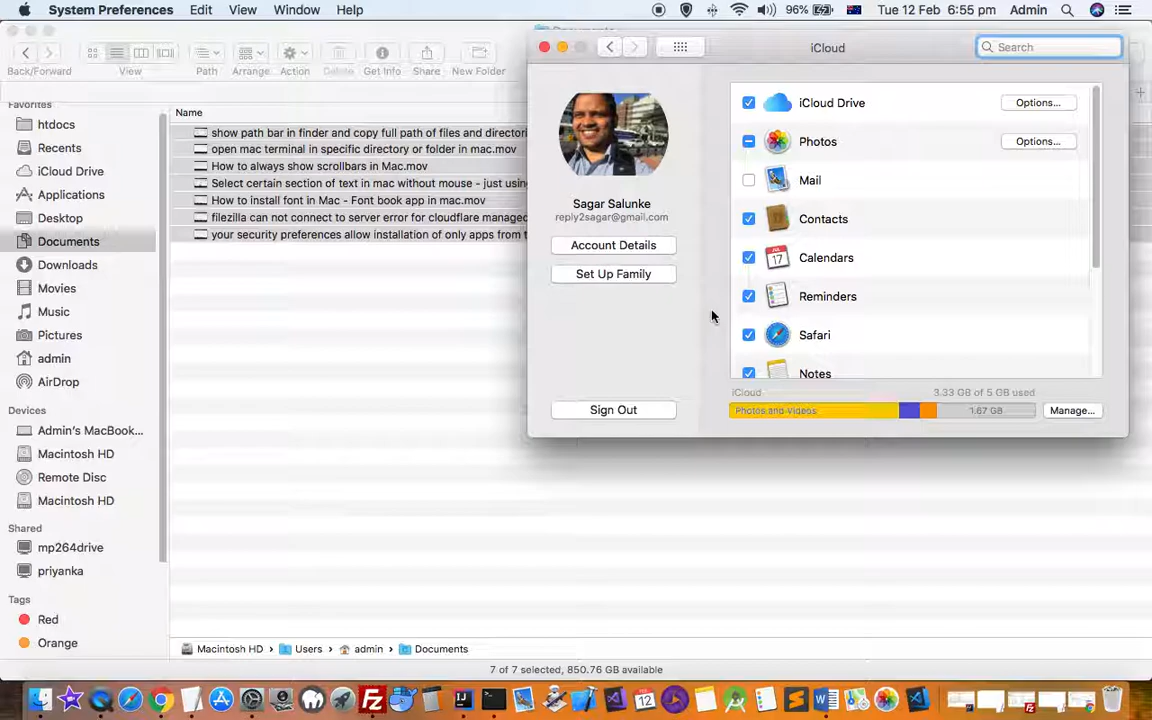 System Preferences Edit View Window Help 96% Tue 12 Feb 6:55 pm Admin
Back/Forward View Path Arrange Action Delete Get Info Share New Folder
iCloud Search
Favorites
htdocs
Recents
iCloud Drive
Applications
Desktop
Documents
Downloads
Movies
Music
Pictures
admin
AirDrop
Devices
Admin's MacBook...
Macintosh HD
Remote Disc
Macintosh HD
Shared
mp264drive
priyanka
Tags
Red
Orange
Name
show path bar in finder and copy full path of files and directori
open mac terminal in specific directory or folder in mac.mov
How to always show scrollbars in Mac.mov
Select certain section of text in mac without mouse - just using
How to install font in Mac - Font book app in mac.mov
filezilla can not connect to server error for cloudflare managed
your security preferences allow installation of only apps from t
Sagar Salunke
reply2sagar@gmail.com
Account Details
Set Up Family
Sign Out
iCloud Drive Options...
Photos Options...
Mail
Contacts
JUL
17
Calendars
Reminders
Safari
Notes
iCloud 3.33 GB of 5 GB used
Photos and Videos 1.67 GB Manage...
Macintosh HD › Users › admin › Documents
7 of 7 selected, 850.76 GB available